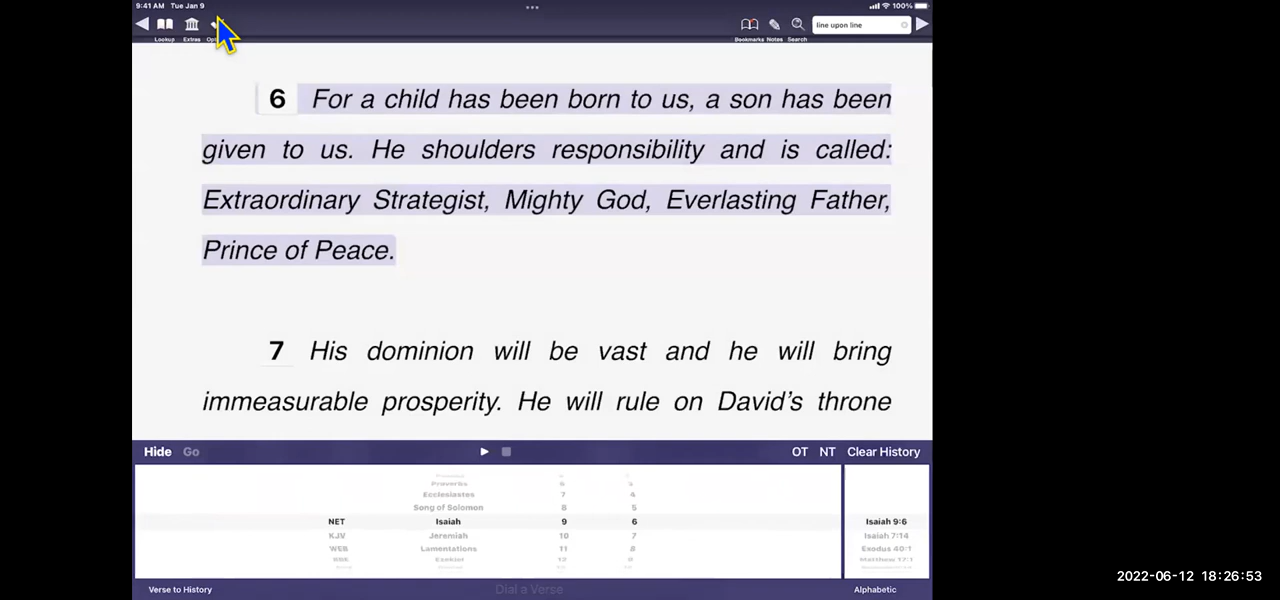 9:41 AM Tue Jan 9
100%
Lookup Extras
Bookmarks Notes Search
line upon line
6 For a child has been born to us, a son has been
given to us. He shoulders responsibility and is called:
Extraordinary Strategist, Mighty God, Everlasting Father,
Prince of Peace.
7 His dominion will be vast and he will bring
immeasurable prosperity. He will rule on David's throne
Hide Go OT NT Clear History
Proverbs 6 3
Ecclesiastes 7 4
Song of Solomon 8 5
NET Isaiah 9 6 Isaiah 9:6
KJV Jeremiah 10 7 Isaiah 7:14
WEB Lamentations 11 8 Exodus 40:1
Ezekiel 12 9 Matthew 17:1
Verse to History Dial a Verse Alphabetic
2022-06-12 18:26:53